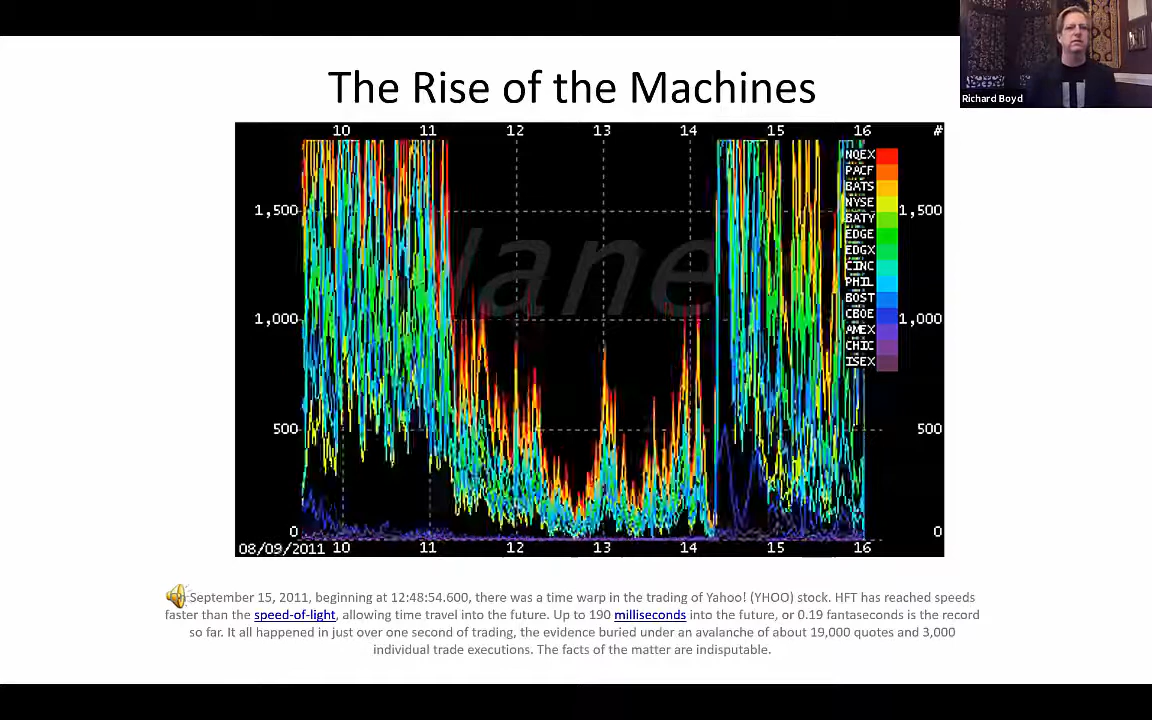 The Rise of the Machines
Richard Boyd
10 11 12 13 14 15 16 #
NQEX
PACF
BATS
NYSE
BATY
EDGE
EDGX
CINC
PHIL
BOST
CBOE
AMEX
CHIC
ISEX
1,500 1,500
1,000 1,000
500 500
0 0
08/09/2011 10 11 12 13 14 15 16
September 15, 2011, beginning at 12:48:54.600, there was a time warp in the trading of Yahoo! (YHOO) stock. HFT has reached speeds
faster than the speed-of-light, allowing time travel into the future. Up to 190 milliseconds into the future, or 0.19 fantaseconds is the record
so far. It all happened in just over one second of trading, the evidence buried under an avalanche of about 19,000 quotes and 3,000
individual trade executions. The facts of the matter are indisputable.